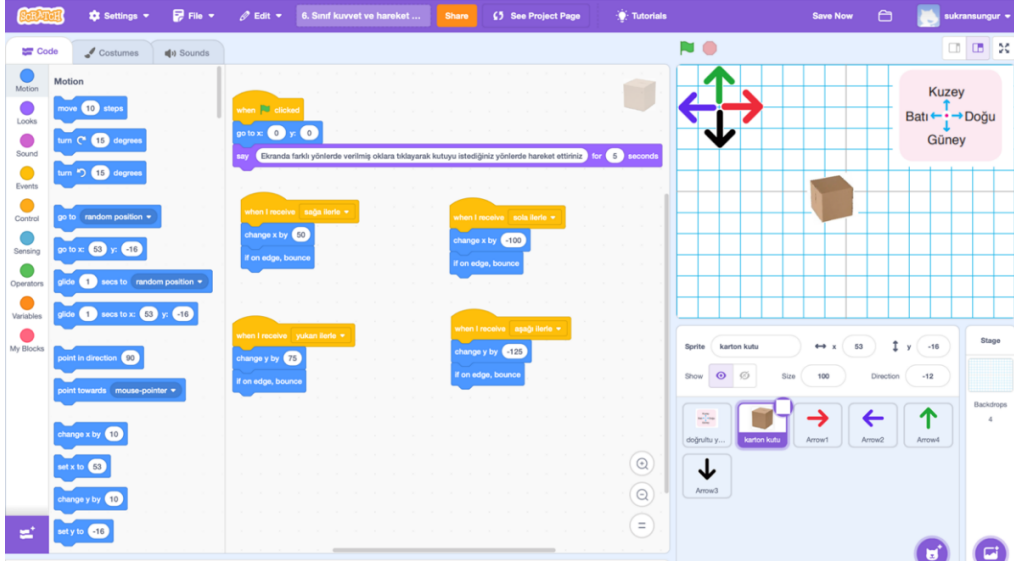 SCRATCH Settings File Edit 6. Sınıf kuvvet ve hareket ... Share See Project Page Tutorials Save Now sukransungur
Code Costumes Sounds
Motion
Looks
Sound
Events
Control
Sensing
Operators
Variables
My Blocks
Motion
move 10 steps
turn 15 degrees
turn 15 degrees
go to random position
go to x: 53 y: -16
glide 1 secs to random position
glide 1 secs to x: 53 y: -16
point in direction 90
point towards mouse-pointer
change x by 10
set x to 53
change y by 10
set y to -16
when clicked
go to x: 0 y: 0
say Ekranda farklı yönlerde verilmiş oklara tıklayarak kutuyu istediğiniz yönlerde hareket ettiriniz for 5 seconds
when I receive sağa ilerle
change x by 50
if on edge, bounce
when I receive sola ilerle
change x by -100
if on edge, bounce
when I receive yukarı ilerle
change y by 75
if on edge, bounce
when I receive aşağı ilerle
change y by -125
if on edge, bounce
Kuzey
Batı Doğu
Güney
Sprite karton kutu x 53 y -16
Show Size 100 Direction -12
doğrultu y... karton kutu Arrow1 Arrow2 Arrow4
Arrow3
Stage
Backdrops
4